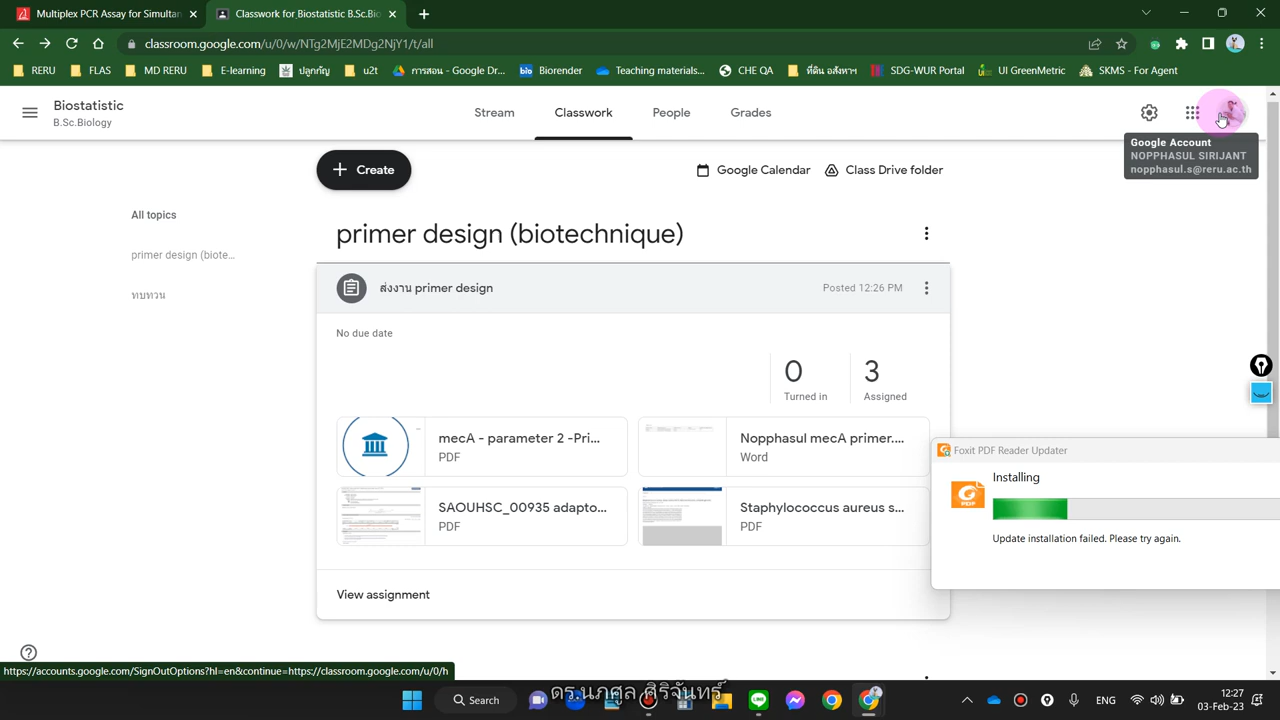 Multiplex PCR Assay for Simultan
Classwork for Biostatistic B.Sc.Bio
classroom.google.com/u/0/w/NTg2MjE2MDg2NjY1/t/all
RERU
FLAS
MD RERU
E-learning
ปลูกกัญ
u2t
การสอน - Google Dr...
Biorender
Teaching materials...
CHE QA
ที่ดิน อสังหาฯ
SDG-WUR Portal
UI GreenMetric
SKMS - For Agent
Biostatistic
B.Sc.Biology
Stream
Classwork
People
Grades
Google Account
NOPPHASUL SIRIJANT
nopphasul.s@reru.ac.th
Create
Google Calendar
Class Drive folder
All topics
primer design (biote...
ทบทวน
primer design (biotechnique)
ส่งงาน primer design
Posted 12:26 PM
No due date
0
Turned in
3
Assigned
mecA - parameter 2 -Pri...
PDF
Nopphasul mecA primer....
Word
SAOUHSC_00935 adapto...
PDF
Staphylococcus aureus s...
PDF
View assignment
Foxit PDF Reader Updater
Installing
Update installation failed. Please try again.
https://accounts.google.com/SignOutOptions?hl=en&continue=https://classroom.google.com/u/0/h
Search
ดร.นภศูล ศิริจันทร์
ENG
12:27
03-Feb-23